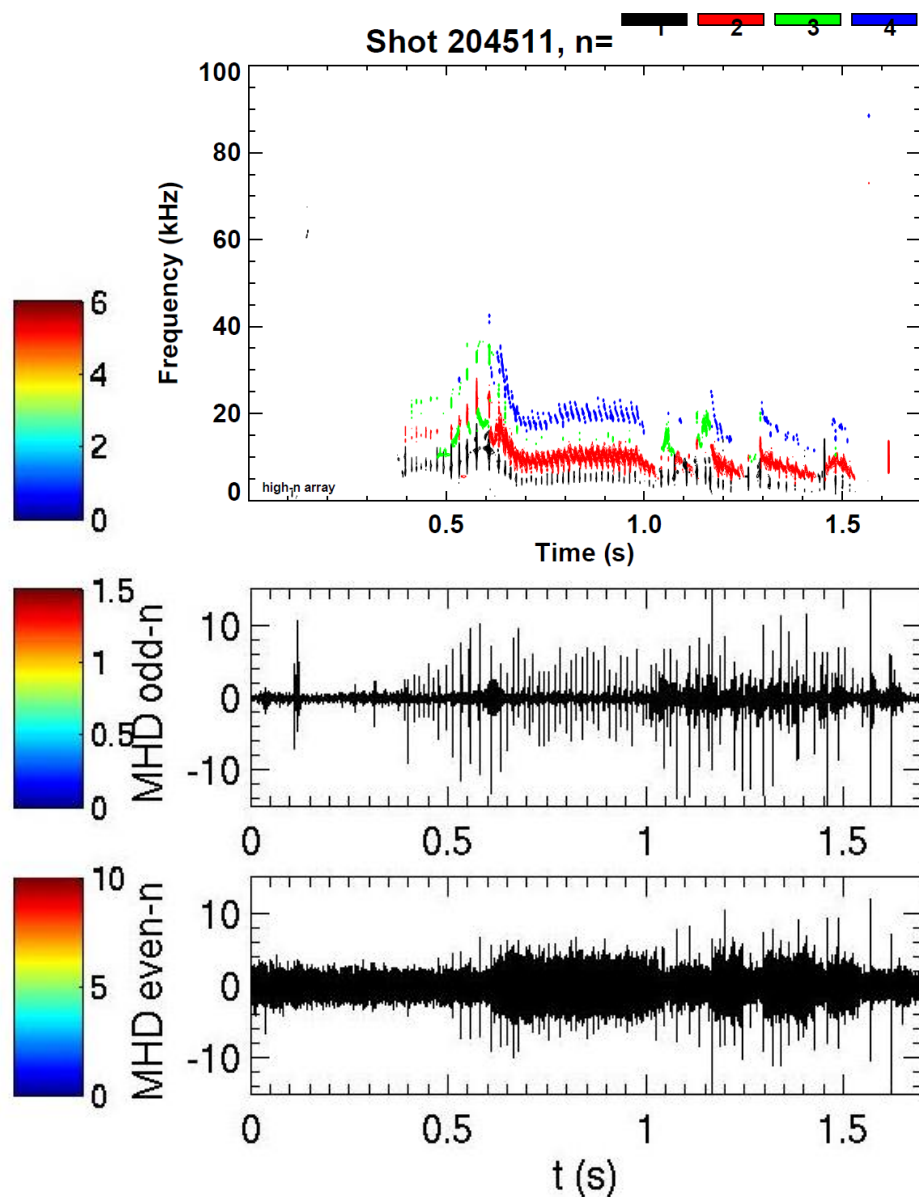 1 2 3 4
Shot 204511, n=
100
80
60
40
20
0
Frequency (kHz)
high-n array
0.5 1.0 1.5
Time (s)
6
4
2
0
1.5
1
0.5
0
MHD odd-n
10
0
-10
0 0.5 1 1.5
10
5
0
MHD even-n
10
0
-10
0 0.5 1 1.5
t (s)